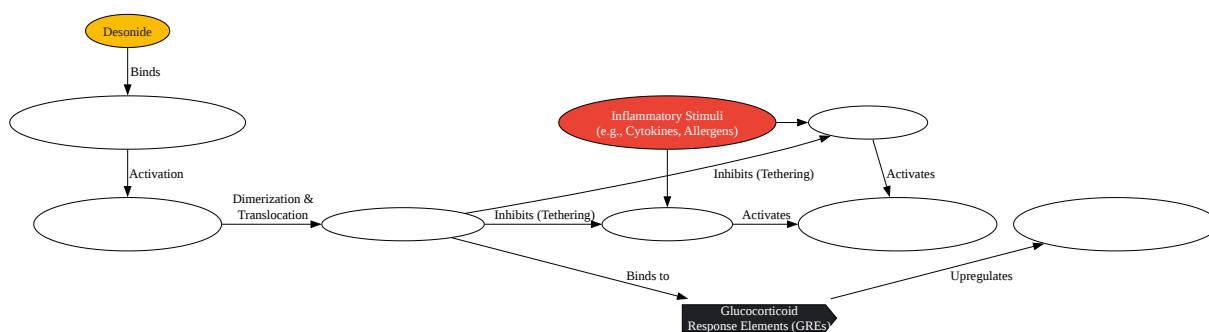 Desonide
Binds
Inflammatory Stimuli
(e.g., Cytokines, Allergens)
Activation
Inhibits (Tethering)
Activates
Dimerization &
Translocation
Inhibits (Tethering)
Activates
Binds to
Upregulates
Glucocorticoid
Response Elements (GREs)